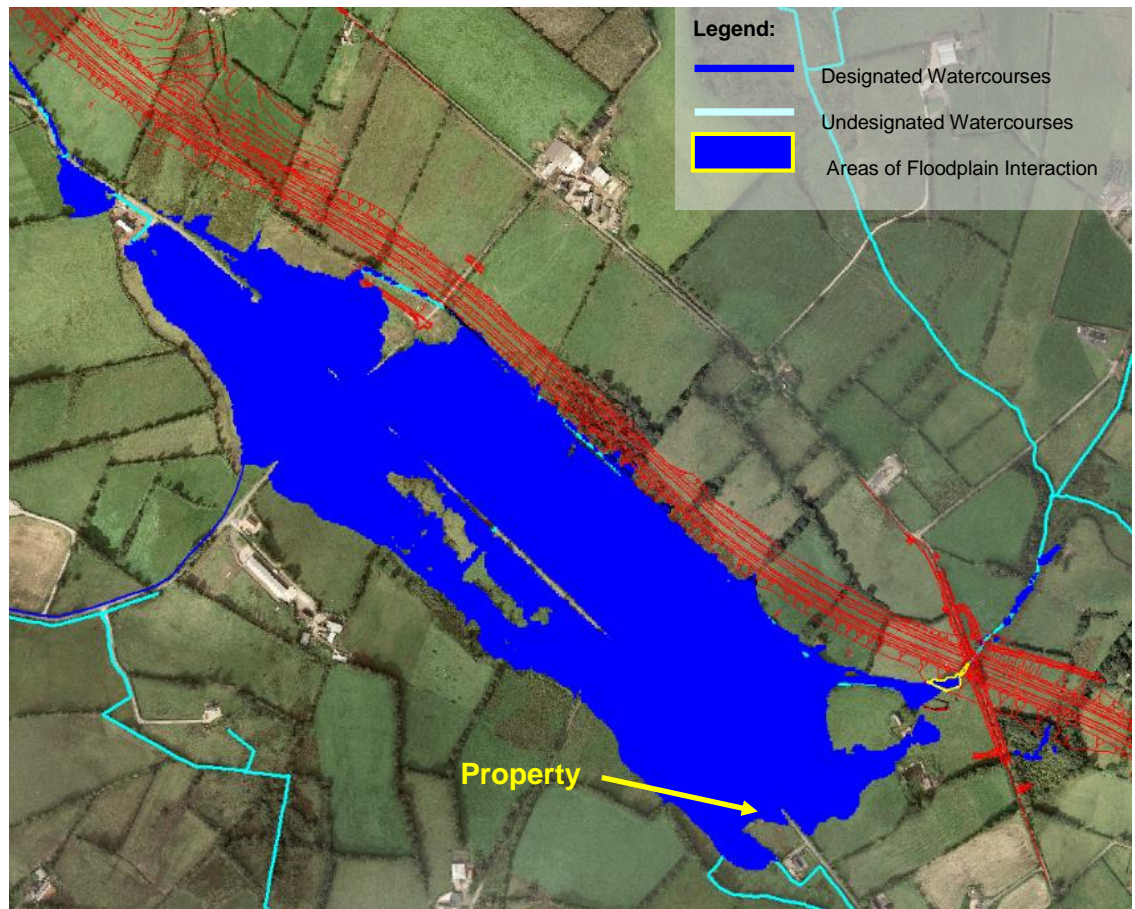 Legend:
Designated Watercourses
Undesignated Watercourses
Areas of Floodplain Interaction
Property